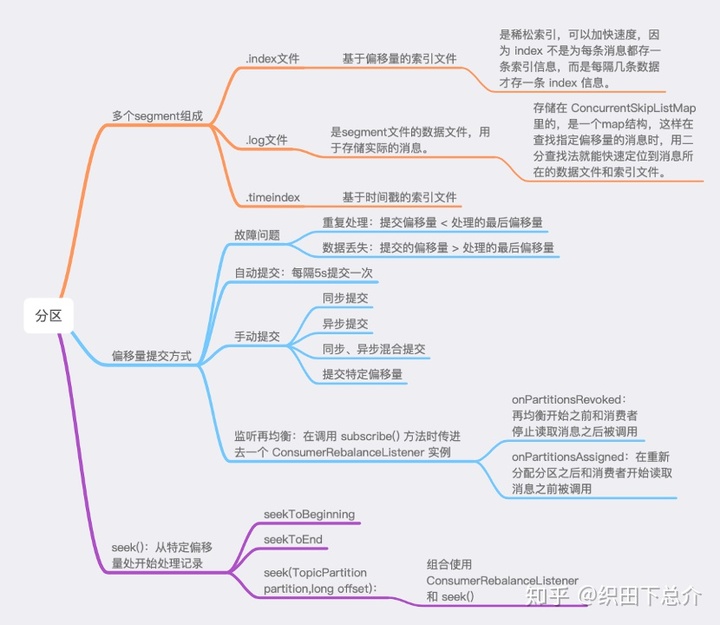 分区
多个segment组成
.index文件
基于偏移量的索引文件
是稀松索引，可以加快速度，因
为 index 不是为每条消息都存一
条索引信息，而是每隔几条数据
才存一条 index 信息。
.log文件
是segment文件的数据文件，用
于存储实际的消息。
存储在 ConcurrentSkipListMap
里的，是一个map结构，这样在
查找指定偏移量的消息时，用二
分查找法就能快速定位到消息所
在的数据文件和索引文件。
.timeindex
基于时间戳的索引文件
偏移量提交方式
故障问题
重复处理：提交偏移量 < 处理的最后偏移量
数据丢失：提交的偏移量 > 处理的最后偏移量
自动提交：每隔5s提交一次
手动提交
同步提交
异步提交
同步、异步混合提交
提交特定偏移量
监听再均衡：在调用 subscribe() 方法时传进
去一个 ConsumerRebalanceListener 实例
onPartitionsRevoked：
再均衡开始之前和消费者
停止读取消息之后被调用
onPartitionsAssigned：在重新
分配分区之后和消费者开始读取
消息之前被调用
seek()：从特定偏移
量处开始处理记录
seekToBeginning
seekToEnd
seek(TopicPartition
partition,long offset)：
组合使用
ConsumerRebalanceListener
和 seek()
知乎 @织田下总介